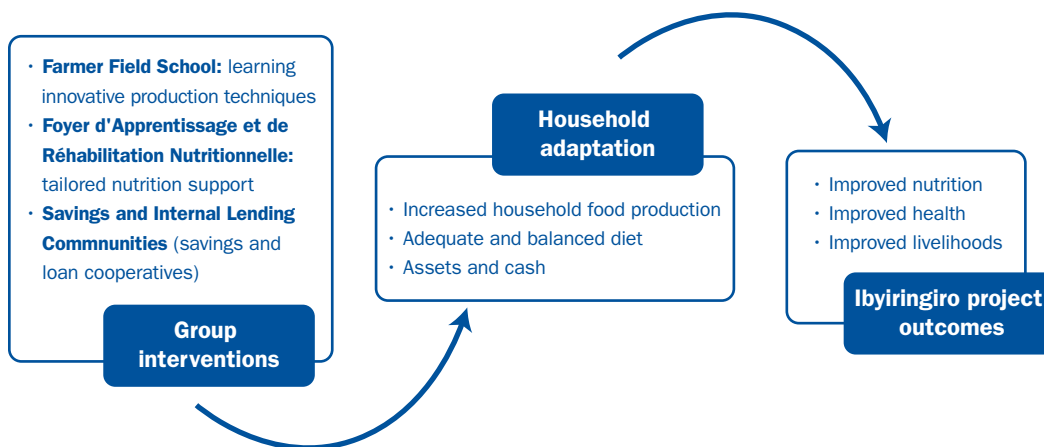 · Farmer Field School: learning
innovative production techniques
· Foyer d'Apprentissage et de
Réhabilitation Nutritionnelle:
tailored nutrition support
· Savings and Internal Lending
Commnunities (savings and
loan cooperatives)
Group
interventions
Household
adaptation
· Increased household food production
· Adequate and balanced diet
· Assets and cash
· Improved nutrition
· Improved health
· Improved livelihoods
Ibyiringiro project
outcomes